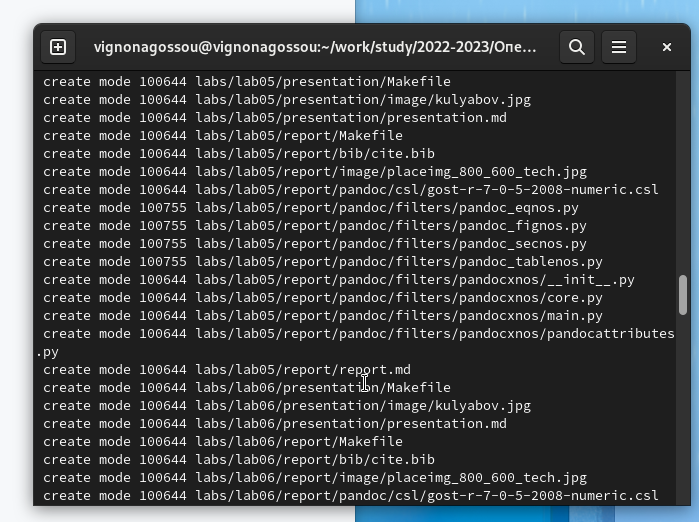 vignonagossou@vignonagossou:~/work/study/2022-2023/Опе...
create mode 100644 labs/lab05/presentation/Makefile
create mode 100644 labs/lab05/presentation/image/kulyabov.jpg
create mode 100644 labs/lab05/presentation/presentation.md
create mode 100644 labs/lab05/report/Makefile
create mode 100644 labs/lab05/report/bib/cite.bib
create mode 100644 labs/lab05/report/image/placeimg_800_600_tech.jpg
create mode 100644 labs/lab05/report/pandoc/csl/gost-r-7-0-5-2008-numeric.csl
create mode 100755 labs/lab05/report/pandoc/filters/pandoc_eqnos.py
create mode 100755 labs/lab05/report/pandoc/filters/pandoc_fignos.py
create mode 100755 labs/lab05/report/pandoc/filters/pandoc_secnos.py
create mode 100755 labs/lab05/report/pandoc/filters/pandoc_tablenos.py
create mode 100644 labs/lab05/report/pandoc/filters/pandocxnos/__init__.py
create mode 100644 labs/lab05/report/pandoc/filters/pandocxnos/core.py
create mode 100644 labs/lab05/report/pandoc/filters/pandocxnos/main.py
create mode 100644 labs/lab05/report/pandoc/filters/pandocxnos/pandocattributes
.py
create mode 100644 labs/lab05/report/report.md
create mode 100644 labs/lab06/presentation/Makefile
create mode 100644 labs/lab06/presentation/image/kulyabov.jpg
create mode 100644 labs/lab06/presentation/presentation.md
create mode 100644 labs/lab06/report/Makefile
create mode 100644 labs/lab06/report/bib/cite.bib
create mode 100644 labs/lab06/report/image/placeimg_800_600_tech.jpg
create mode 100644 labs/lab06/report/pandoc/csl/gost-r-7-0-5-2008-numeric.csl